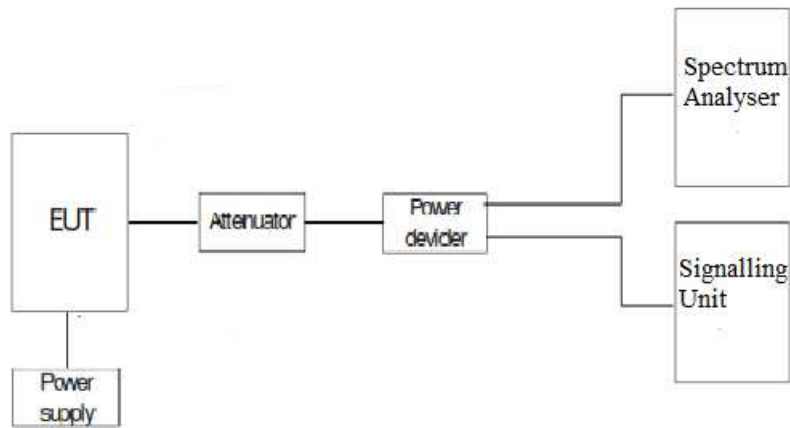 EUT
Attenuator
Power
devider
Spectrum
Analyser
Signalling
Unit
Power
supply